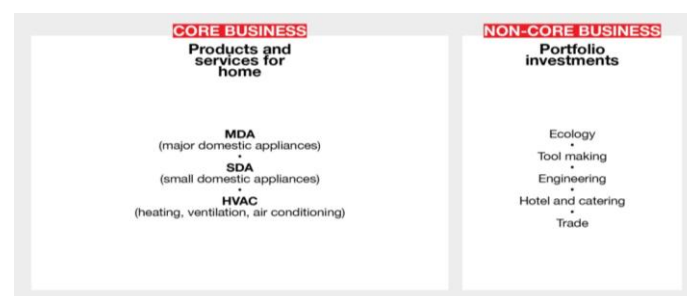 CORE BUSINESS
Products and
services for
home
MDA
(major domestic appliances)
•
SDA
(small domestic appliances)
•
HVAC
(heating, ventilation, air conditioning)
NON-CORE BUSINESS
Portfolio
investments
Ecology
•
Tool making
•
Engineering
•
Hotel and catering
•
Trade